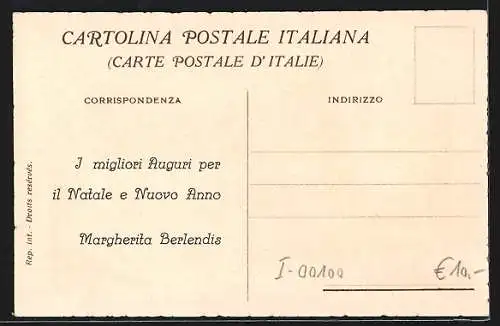 CARTOLINA POSTALE ITALIANA
(CARTE POSTALE D'ITALIE)
CORRISPONDENZA
INDIRIZZO
I migliori Auguri per
il Natale e Nuovo Anno
Margherita Berlendis
Rep. int. - Droits resérvés.
I-00100
€10.-